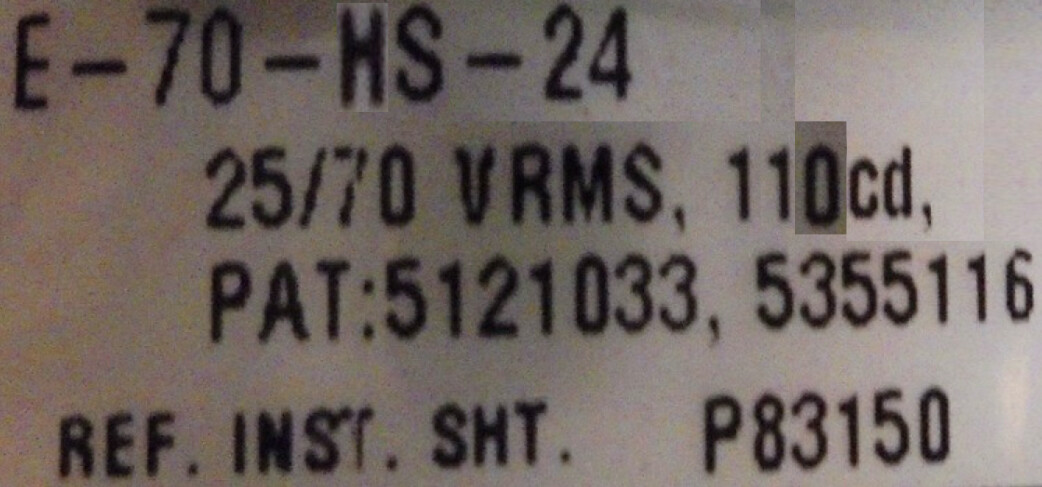 E-70-HS-24
25/70 VRMS, 110cd,
PAT:5121033, 5355116
REF. INST. SHT. P83150